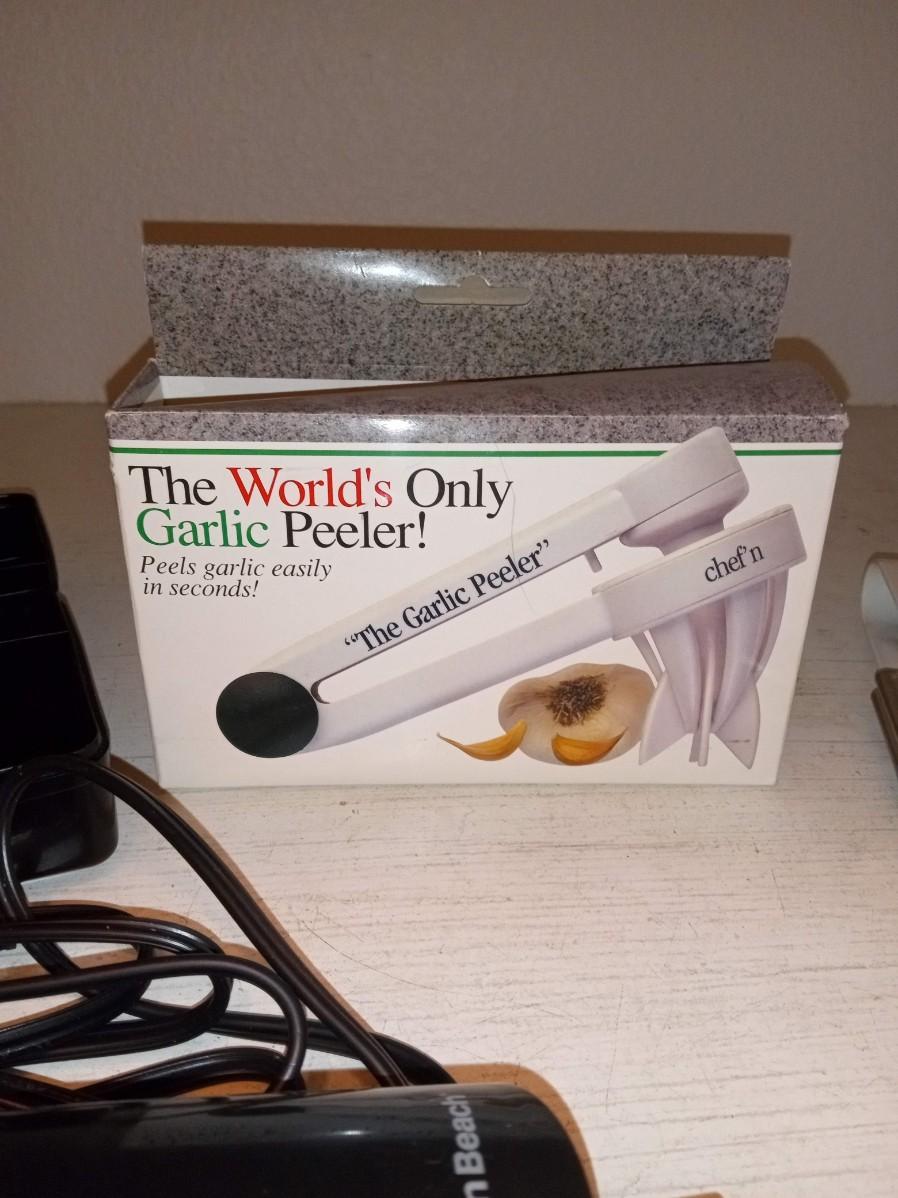 The World's Only
Garlic Peeler!
Peels garlic easily
in seconds!
“The Garlic Peeler”
chef'n
n Beach